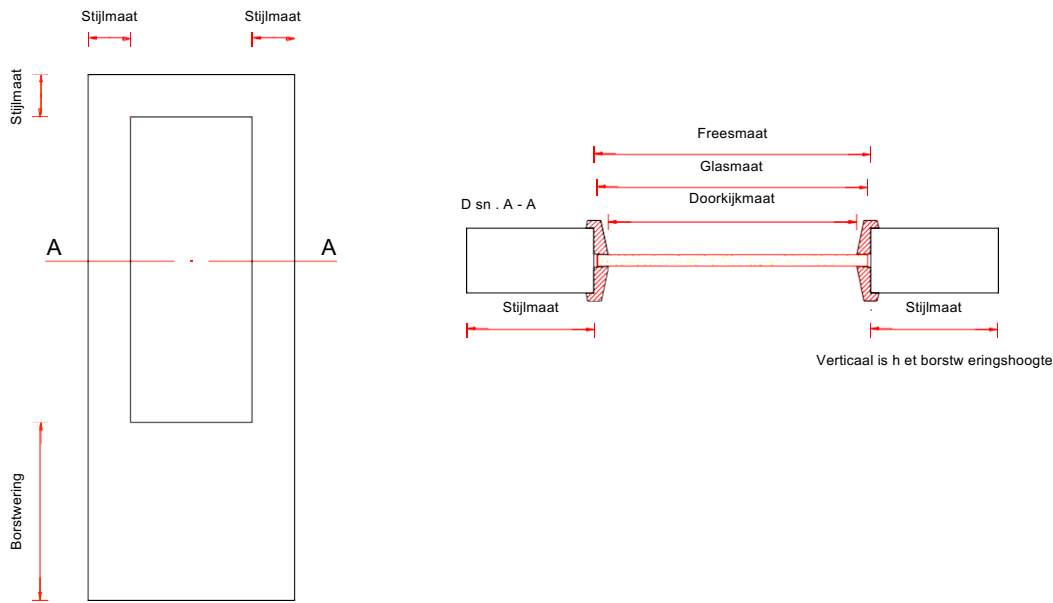 Stijlmaat
Stijlmaat
Stijlmaat
A
A
Borstwering
Freesmaat
Glasmaat
Doorkijkmaat
D sn . A - A
Stijlmaat
Stijlmaat
Verticaal is h et borstw eringshoogte